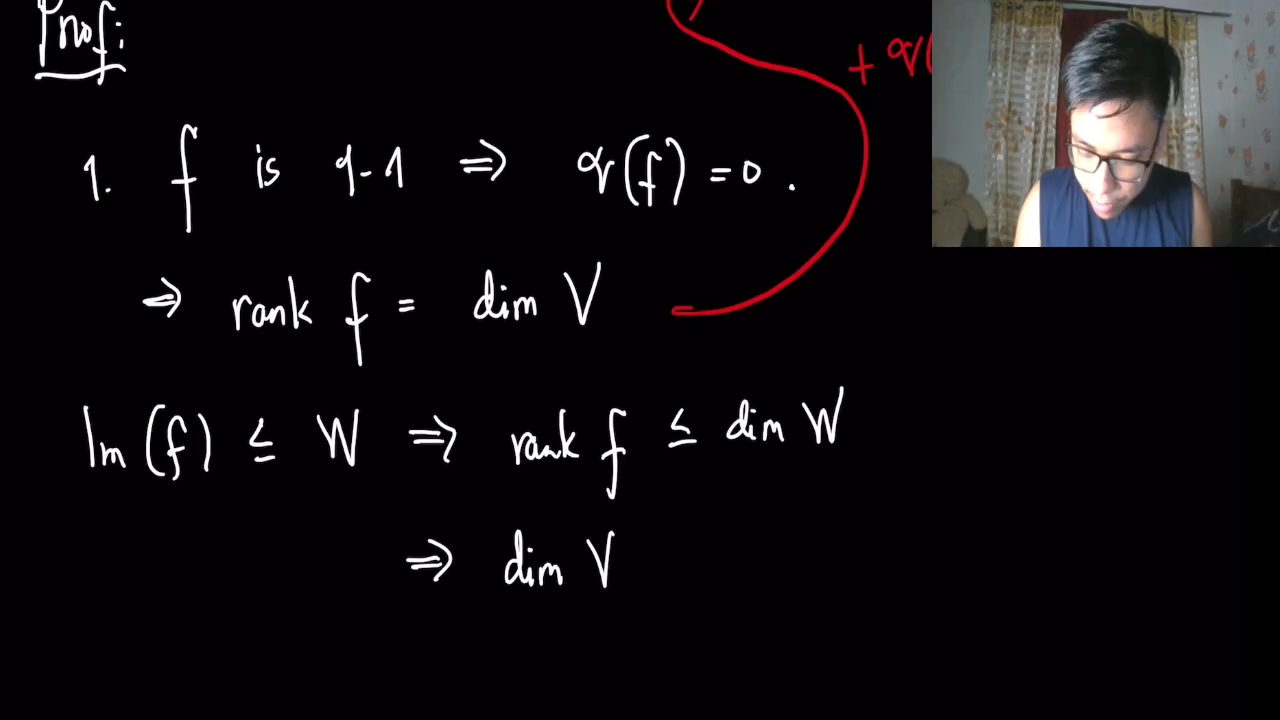 Proof:
+ η(
1. f is 1-1 ⇒ η(f) = 0.
⇒ rank f = dim V
Im(f) ≤ W ⇒ rank f ≤ dim W
⇒ dim V